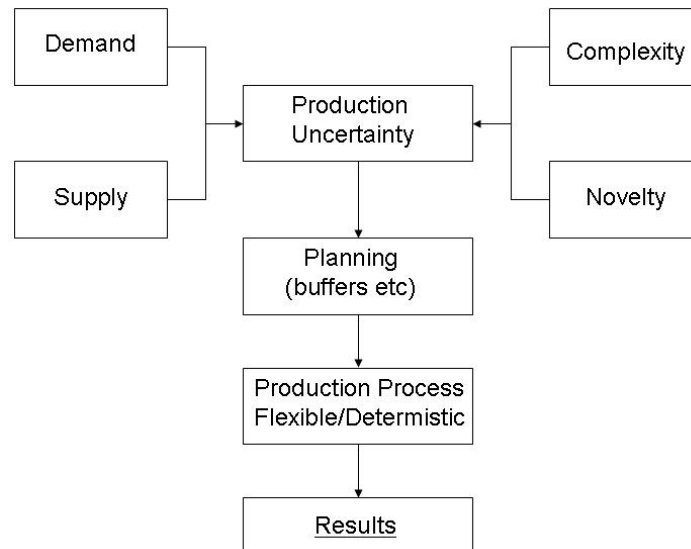 Demand
Complexity
Production
Uncertainty
Supply
Novelty
Planning
(buffers etc)
Production Process
Flexible/Determistic
Results